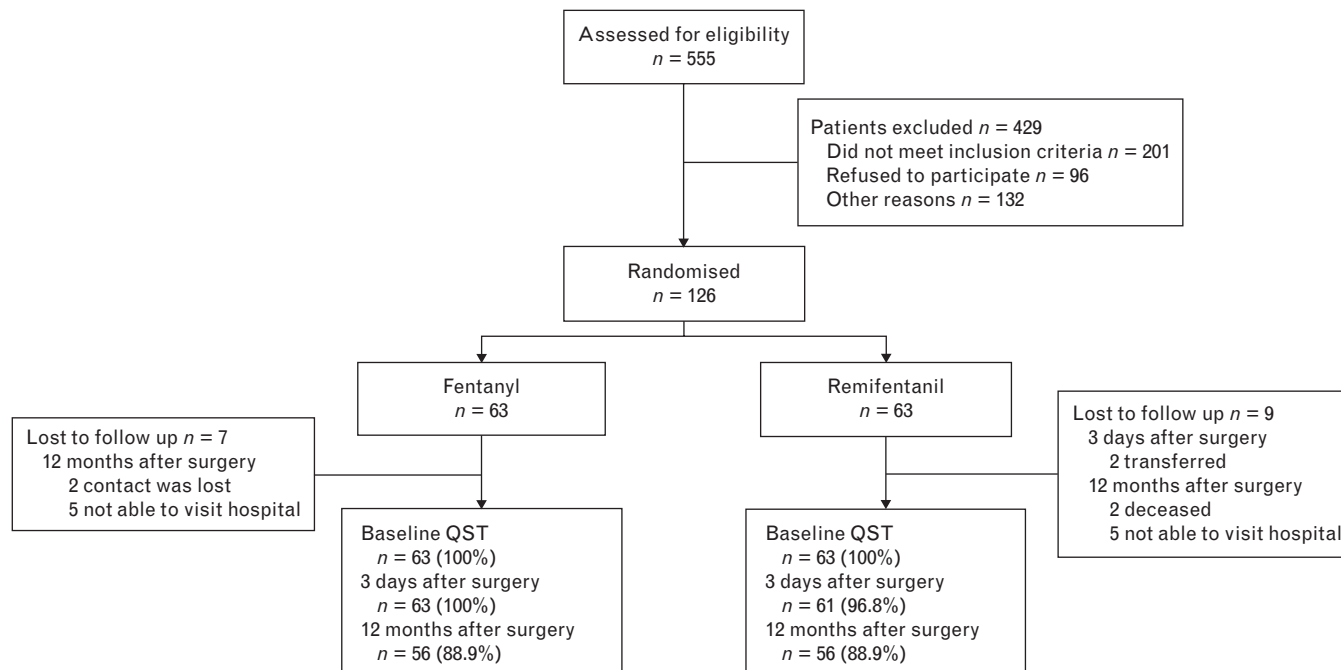 Assessed for eligibility
n = 555
Patients excluded n = 429
Did not meet inclusion criteria n = 201
Refused to participate n = 96
Other reasons n = 132
Randomised
n = 126
Fentanyl
n = 63
Remifentanil
n = 63
Lost to follow up n = 7
12 months after surgery
2 contact was lost
5 not able to visit hospital
Lost to follow up n = 9
3 days after surgery
2 transferred
12 months after surgery
2 deceased
5 not able to visit hospital
Baseline QST
n = 63 (100%)
3 days after surgery
n = 63 (100%)
12 months after surgery
n = 56 (88.9%)
Baseline QST
n = 63 (100%)
3 days after surgery
n = 61 (96.8%)
12 months after surgery
n = 56 (88.9%)